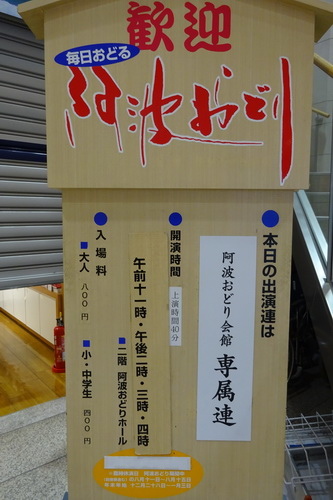 歓迎
毎日おどる
阿波おどり
本日の出演連は
阿波おどり会館 専属連
開演時間
上演時間40分
午前十一時・午後二時・三時・四時
二階 阿波おどりホール
入場料
大人 八〇〇円
小・中学生 四〇〇円